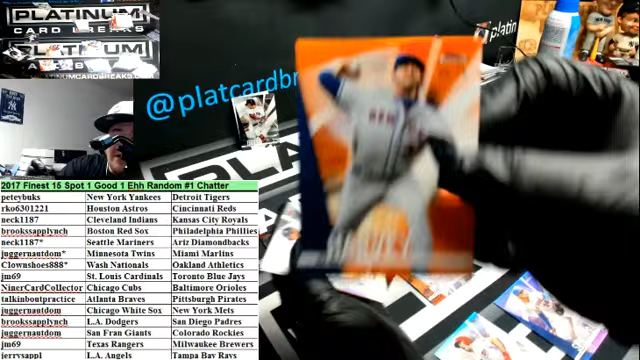 PLATINUM
CARD BREAKS
PLATINUM
PLATINUMCARDBREAKS.COM
@platcardbr
platin
2017 Finest 15 Spot 1 Good 1 Ehh Random #1 Chatter
peteybuks New York Yankees Detroit Tigers
rko6301221 Houston Astros Cincinnati Reds
neck1187 Cleveland Indians Kansas City Royals
brookssapplynch Boston Red Sox Philadelphia Phillies
neck1187* Seattle Mariners Ariz Diamondbacks
juggernautdom* Minnesota Twins Miami Marlins
Clownshoes888* Wash Nationals Oakland Athletics
jm69 St. Louis Cardinals Toronto Blue Jays
NinerCardCollector Chicago Cubs Baltimore Orioles
talkinboutpractice Atlanta Braves Pittsburgh Pirates
juggernautdom Chicago White Sox New York Mets
brookssapplynch L.A. Dodgers San Diego Padres
juggernautdom San Fran Giants Colorado Rockies
jm69 Texas Rangers Milwaukee Brewers
jerrysappl L.A. Angels Tampa Bay Rays